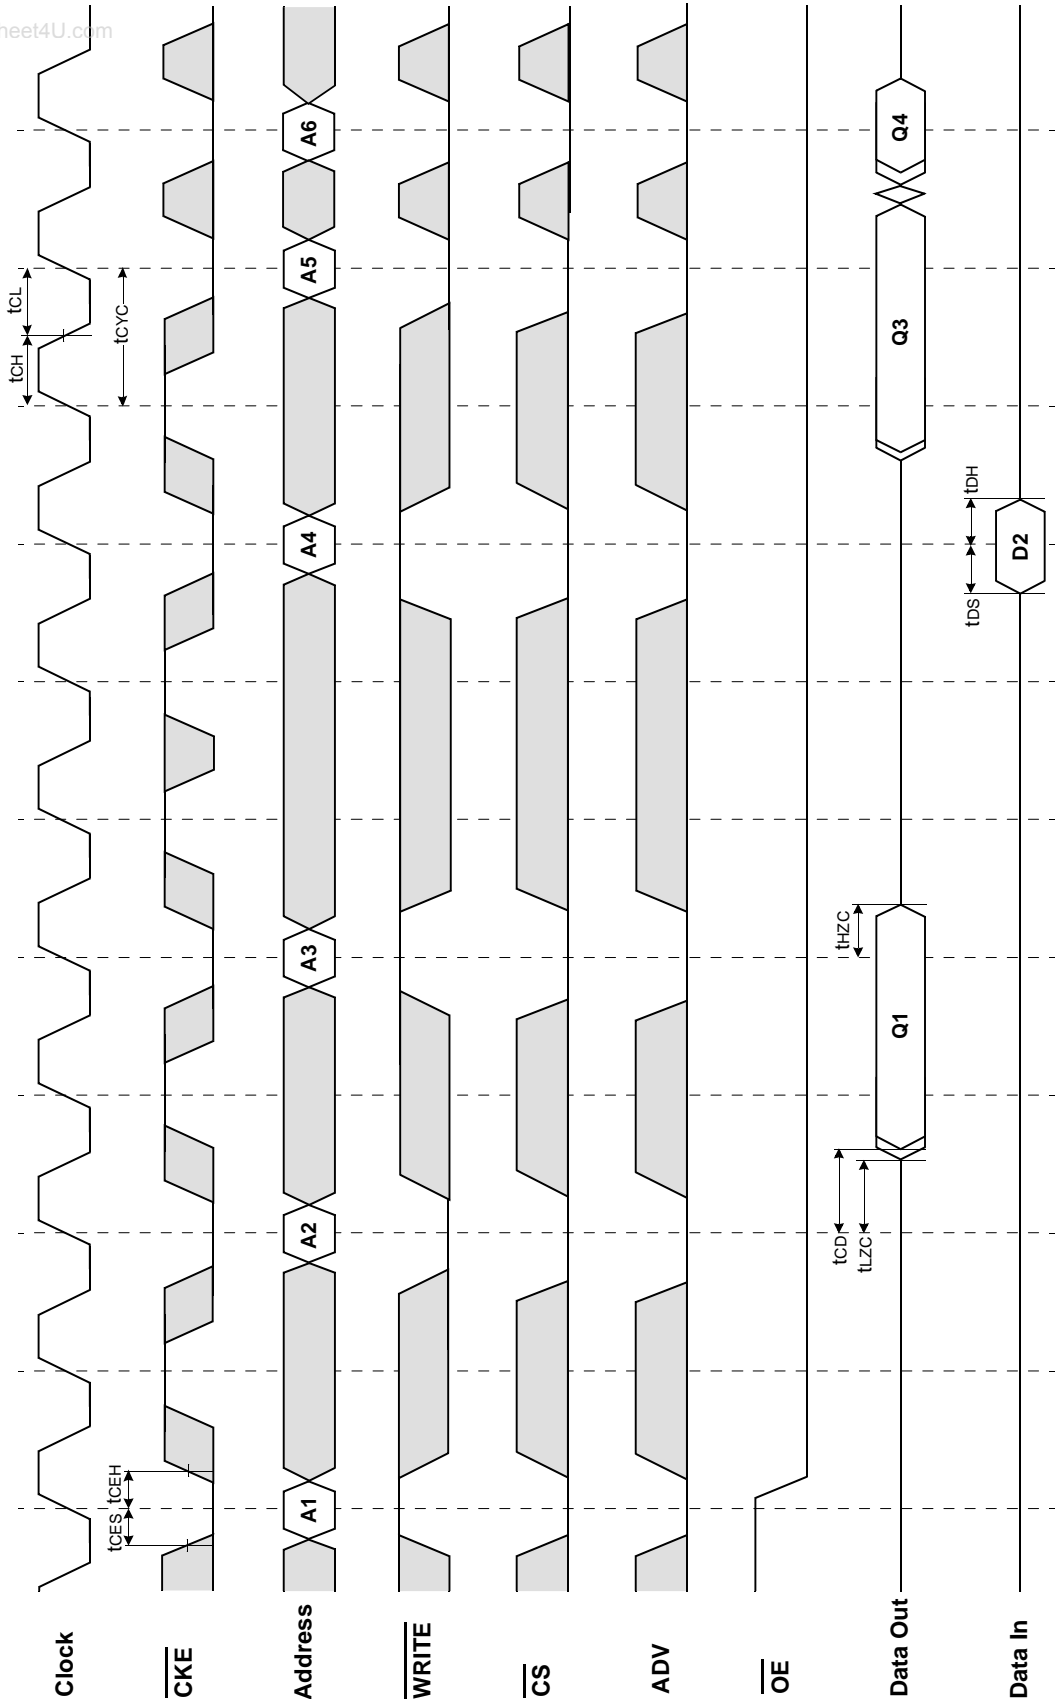 heet4U.com
Clock
CKE
Address
WRITE
CS
ADV
OE
Data Out
Data In
tCH
tCL
tCYC
tCES
tCEH
A1
A2
A3
A4
A5
A6
tCD
tLZC
tHZC
Q1
Q3
Q4
tDS
tDH
D2